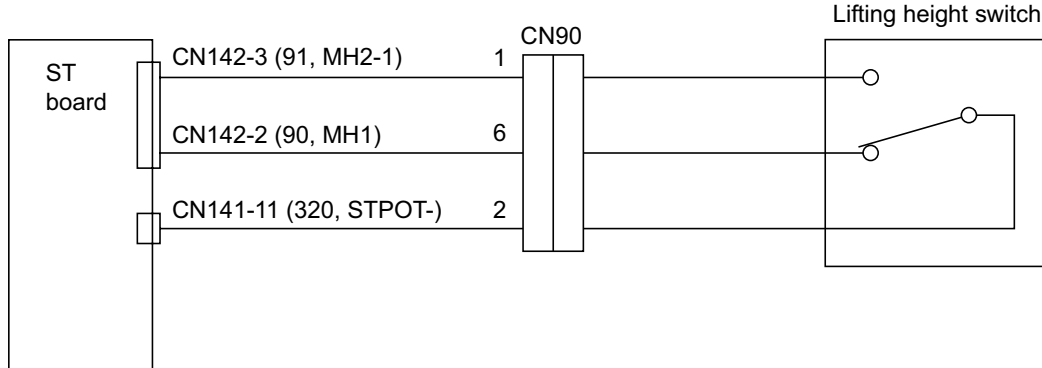 Lifting height switch
CN90
ST
board
CN142-3 (91, MH2-1) 1
CN142-2 (90, MH1) 6
CN141-11 (320, STPOT-) 2